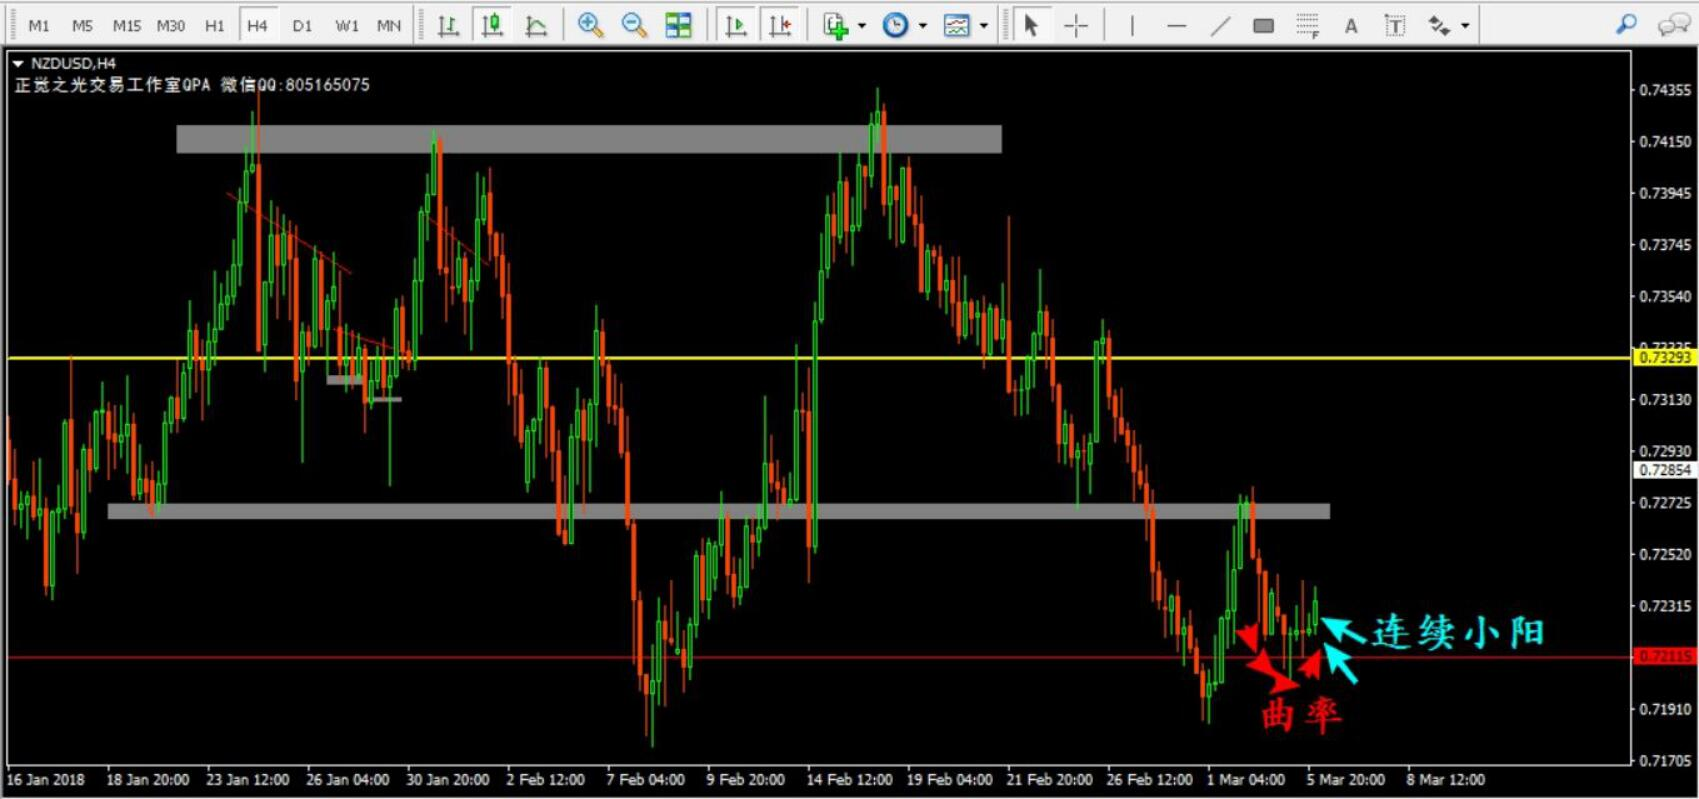 M1 M5 M15 M30 H1 H4 D1 W1 MN
F A T
NZDUSD,H4
正觉之光交易工作室QPA 微信QQ:805165075
0.74355
0.74150
0.73945
0.73745
0.73540
0.73293
0.73130
0.72930
0.72854
0.72725
0.72520
0.72315
连续小阳
0.72115
曲率
0.71910
0.71705
16 Jan 2018 18 Jan 20:00 23 Jan 12:00 26 Jan 04:00 30 Jan 20:00 2 Feb 12:00 7 Feb 04:00 9 Feb 20:00 14 Feb 12:00 19 Feb 04:00 21 Feb 20:00 26 Feb 12:00 1 Mar 04:00 5 Mar 20:00 8 Mar 12:00